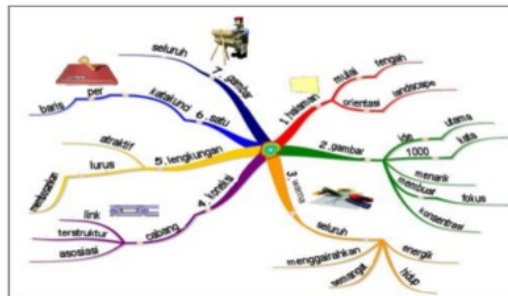 1. halaman
mulai
tengah
orientasi
landscape
2. gambar
ide
utama
1000
kata
menarik
membuat
fokus
konsentrasi
3. warna
seluruh
energik
hidup
semangat
menggairahkan
4. koneksi
cabang
link
terstruktur
asosiasi
5. lengkungan
atraktif
lurus
membosankan
6. satu
katakunci
per
baris
7. gambar
seluruh